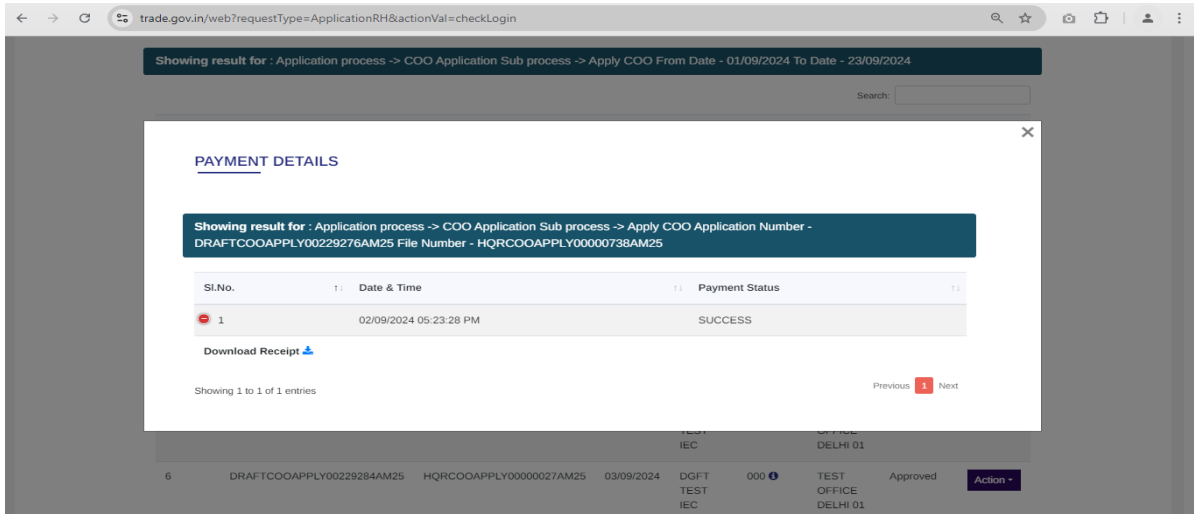 trade.gov.in/web?requestType=ApplicationRH&actionVal=checkLogin
Showing result for : Application process -> COO Application Sub process -> Apply COO From Date - 01/09/2024 To Date - 23/09/2024
Search:
PAYMENT DETAILS
Showing result for : Application process -> COO Application Sub process -> Apply COO Application Number -
DRAFTCOOAPPLY00229276AM25 File Number - HQRCOOAPPLY00000738AM25
Sl.No. Date & Time Payment Status
1 02/09/2024 05:23:28 PM SUCCESS
Download Receipt
Showing 1 to 1 of 1 entries
Previous 1 Next
TEST OFFICE
IEC DELHI 01
6 DRAFTCOOAPPLY00229284AM25 HQRCOOAPPLY00000027AM25 03/09/2024 DGFT 000 TEST Approved Action
TEST OFFICE
IEC DELHI 01